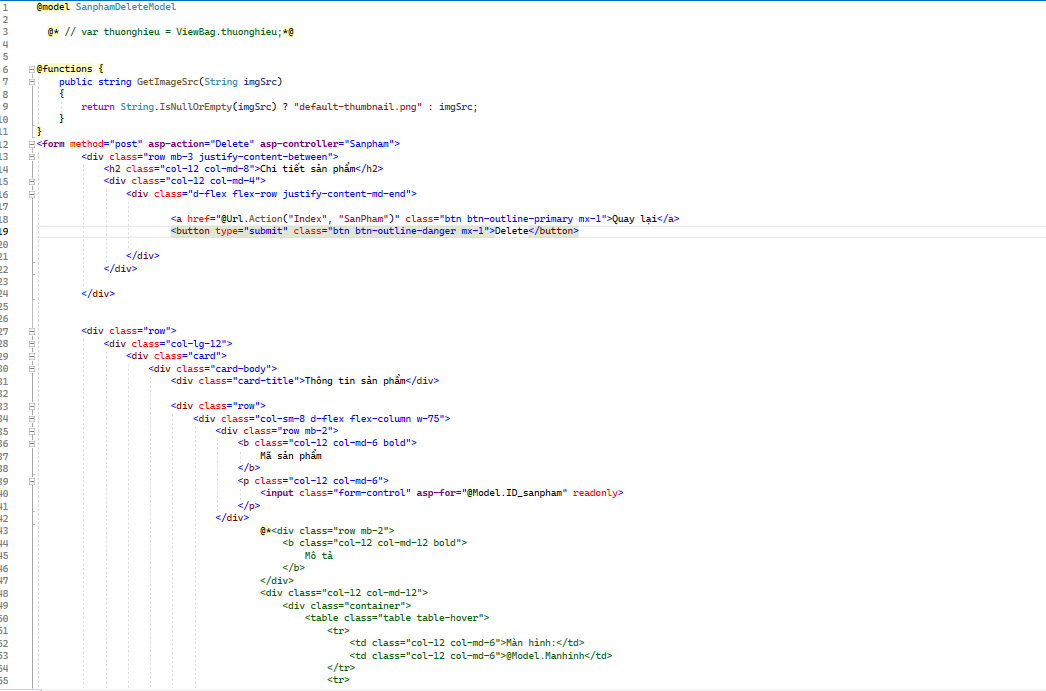 1 @model SanphamDeleteModel
2
3 @* // var thuonghieu = ViewBag.thuonghieu;*@
4
5
6 @functions {
7 public string GetImageSrc(String imgSrc)
8 {
9 return String.IsNullOrEmpty(imgSrc) ? "default-thumbnail.png" : imgSrc;
10 }
11 }
12 <form method="post" asp-action="Delete" asp-controller="Sanpham">
13 <div class="row mb-3 justify-content-between">
14 <h2 class="col-12 col-md-8">Chi tiết sản phẩm</h2>
15 <div class="col-12 col-md-4">
16 <div class="d-flex flex-row justify-content-md-end">
17
18 <a href="@Url.Action("Index", "SanPham")" class="btn btn-outline-primary mx-1">Quay lại</a>
19 <button type="submit" class="btn btn-outline-danger mx-1">Delete</button>
20
21 </div>
22 </div>
23
24 </div>
25
26
27 <div class="row">
28 <div class="col-lg-12">
29 <div class="card">
30 <div class="card-body">
31 <div class="card-title">Thông tin sản phẩm</div>
32
33 <div class="row">
34 <div class="col-sm-8 d-flex flex-column w-75">
35 <div class="row mb-2">
36 <b class="col-12 col-md-6 bold">
37 Mã sản phẩm
38 </b>
39 <p class="col-12 col-md-6">
40 <input class="form-control" asp-for="@Model.ID_sanpham" readonly>
41 </p>
42 </div>
43 @*<div class="row mb-2">
44 <b class="col-12 col-md-12 bold">
45 Mô tả
46 </b>
47 </div>
48 <div class="col-12 col-md-12">
49 <div class="container">
50 <table class="table table-hover">
51 <tr>
52 <td class="col-12 col-md-6">Màn hình:</td>
53 <td class="col-12 col-md-6">@Model.Manhinh</td>
54 </tr>
55 <tr>